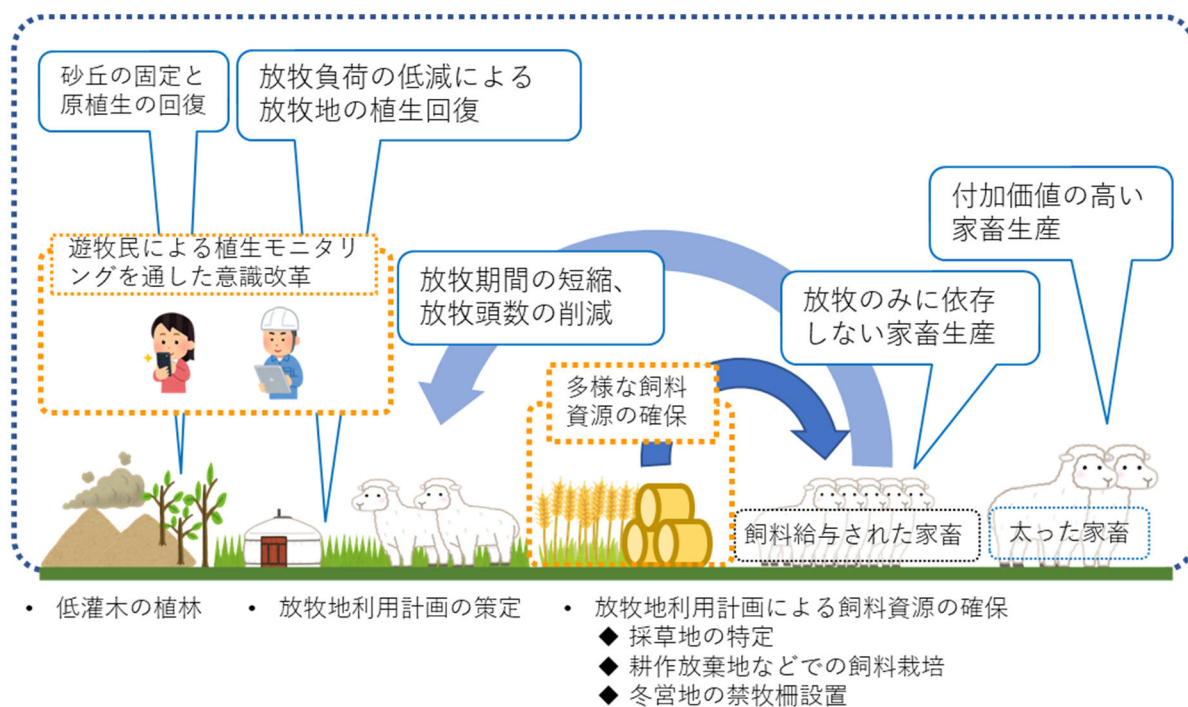 砂丘の固定と
原植生の回復
放牧負荷の低減による
放牧地の植生回復
付加価値の高い
家畜生産
遊牧民による植生モニタリ
ングを通した意識改革
放牧期間の短縮、
放牧頭数の削減
放牧のみに依存
しない家畜生産
多様な飼料
資源の確保
飼料給与された家畜
太った家畜
• 低灌木の植林
• 放牧地利用計画の策定
• 放牧地利用計画による飼料資源の確保
◆ 採草地の特定
◆ 耕作放棄地などでの飼料栽培
◆ 冬営地の禁牧柵設置